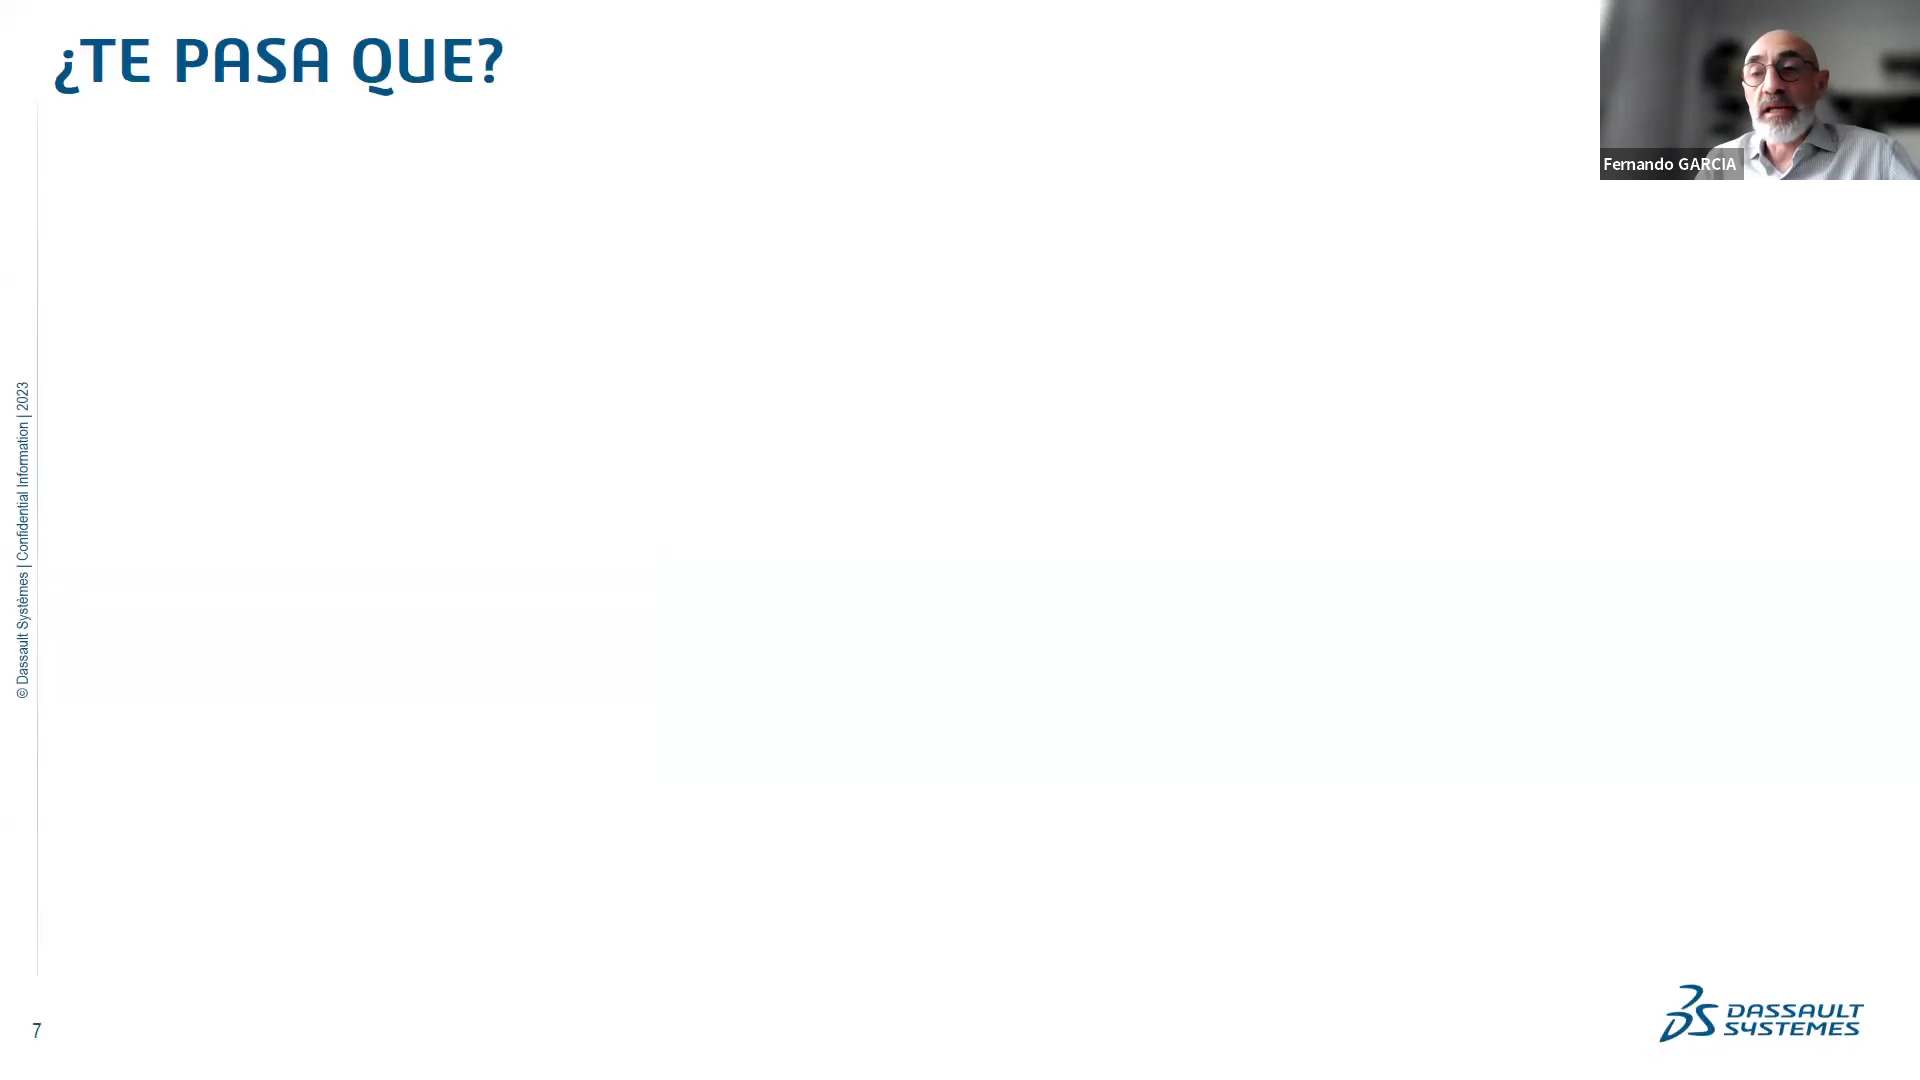 ¿TE PASA QUE?
Fernando GARCIA
© Dassault Systèmes | Confidential Information | 2023
7
DASSAULT
SYSTEMES